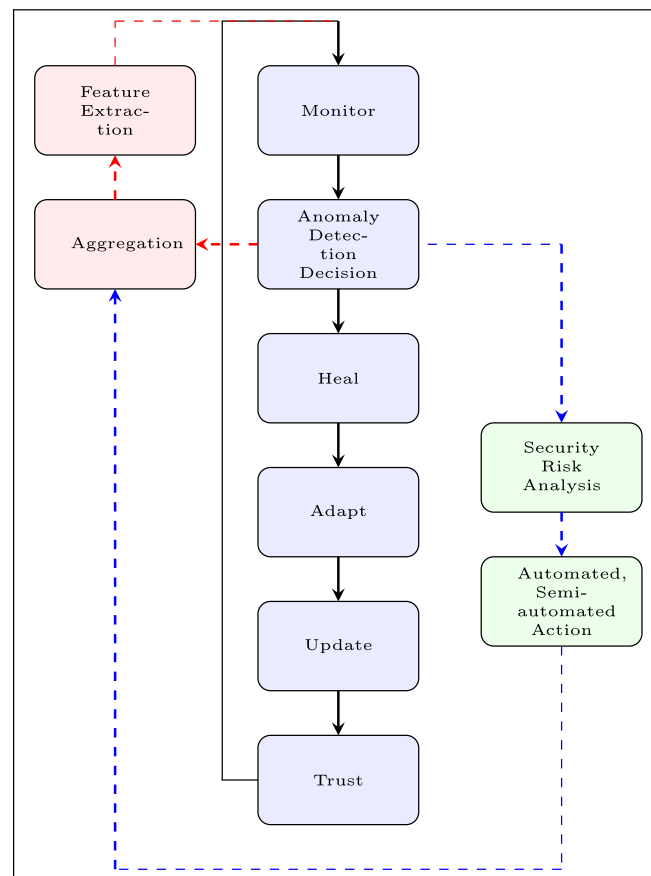 Feature
Extrac-
tion
Monitor
Aggregation
Anomaly
Detec-
tion
Decision
Heal
Security
Risk
Analysis
Adapt
Automated,
Semi-
automated
Action
Update
Trust